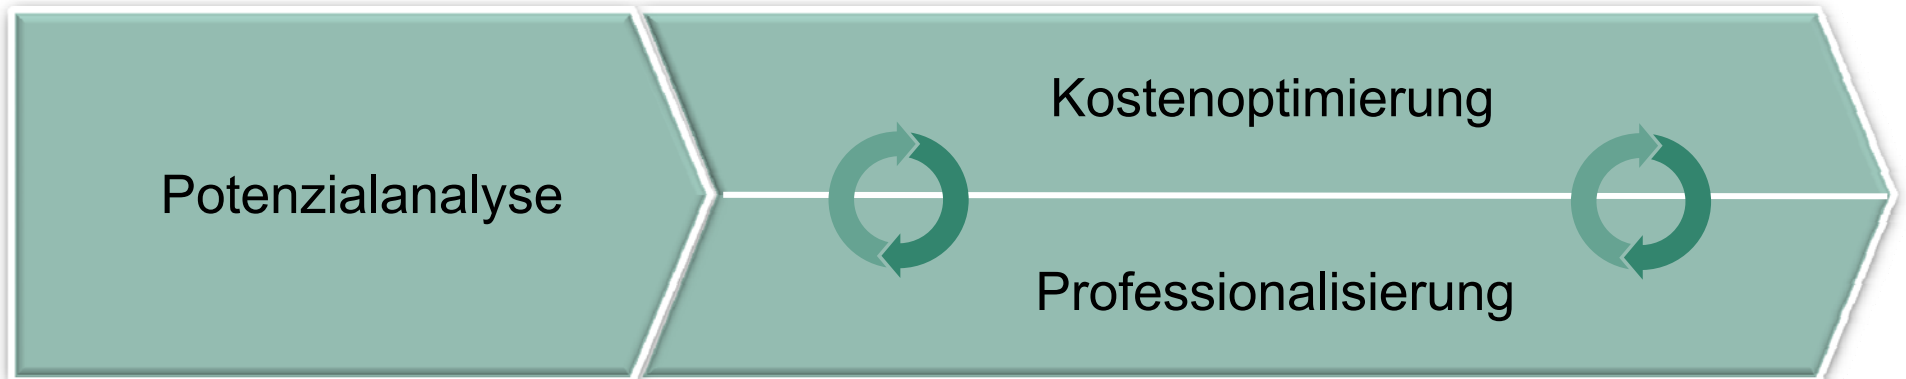 Potenzialanalyse
Kostenoptimierung
Professionalisierung